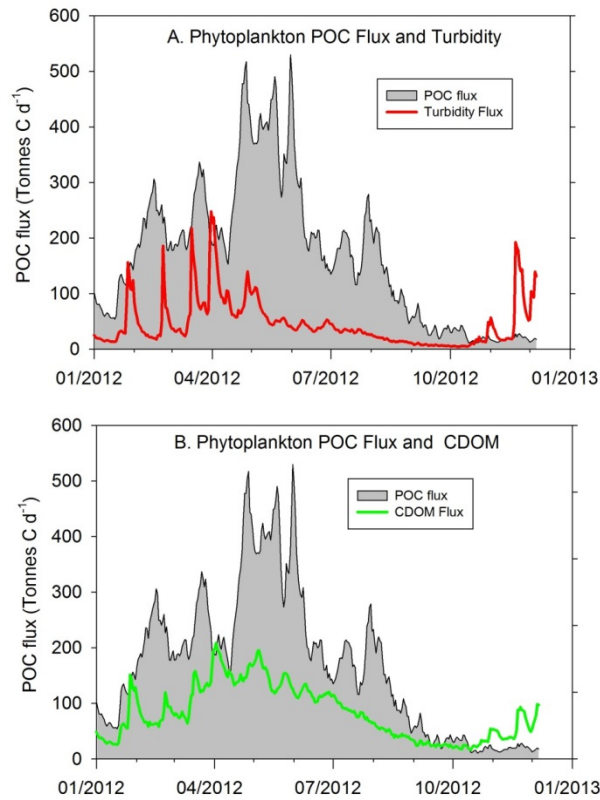 A. Phytoplankton POC Flux and Turbidity
POC flux
Turbidity Flux
POC flux (Tonnes C d⁻¹)
600
500
400
300
200
100
0
01/2012 04/2012 07/2012 10/2012 01/2013
B. Phytoplankton POC Flux and CDOM
POC flux
CDOM Flux
POC flux (Tonnes C d⁻¹)
600
500
400
300
200
100
0
01/2012 04/2012 07/2012 10/2012 01/2013